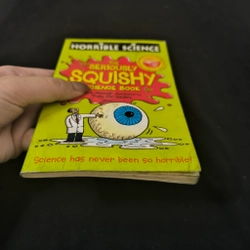 HORRIBLE SCIENCE
SERIOUSLY
SQUISHY
SCIENCE BOOK
Science has never been so horrible!